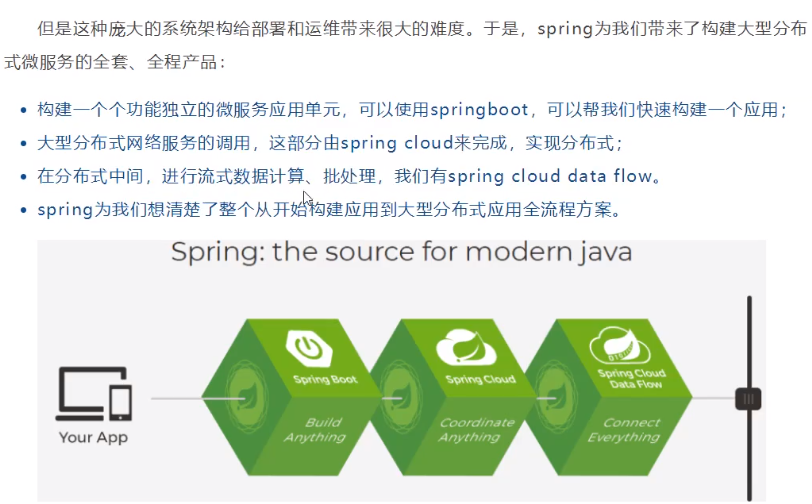 但是这种庞大的系统架构给部署和运维带来很大的难度。于是，spring为我们带来了构建大型分布
式微服务的全套、全程产品：
• 构建一个个功能独立的微服务应用单元，可以使用springboot，可以帮我们快速构建一个应用；
• 大型分布式网络服务的调用，这部分由spring cloud来完成，实现分布式；
• 在分布式中间，进行流式数据计算、批处理，我们有spring cloud data flow。
• spring为我们想清楚了整个从开始构建应用到大型分布式应用全流程方案。
Spring: the source for modern java
Your App
Spring Boot
Build
Anything
Spring Cloud
Coordinate
Anything
Spring Cloud
Data Flow
Connect
Everything